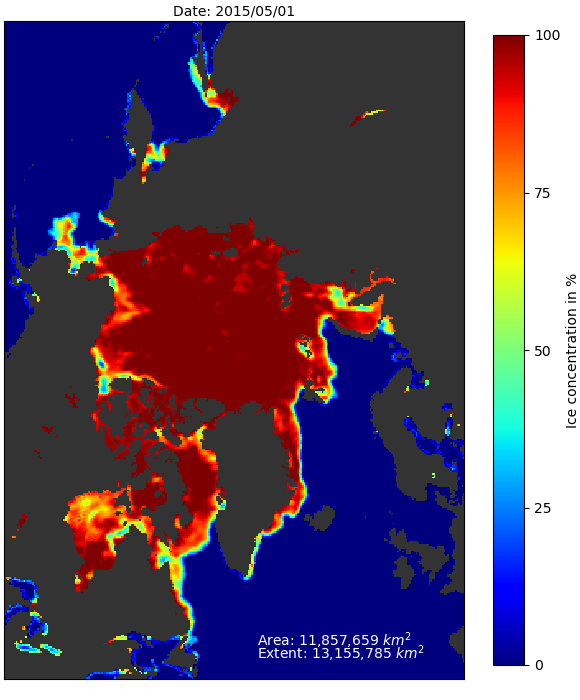 Date: 2015/05/01
100
75
50
25
0
Ice concentration in %
Area: 11,857,659 km²
Extent: 13,155,785 km²